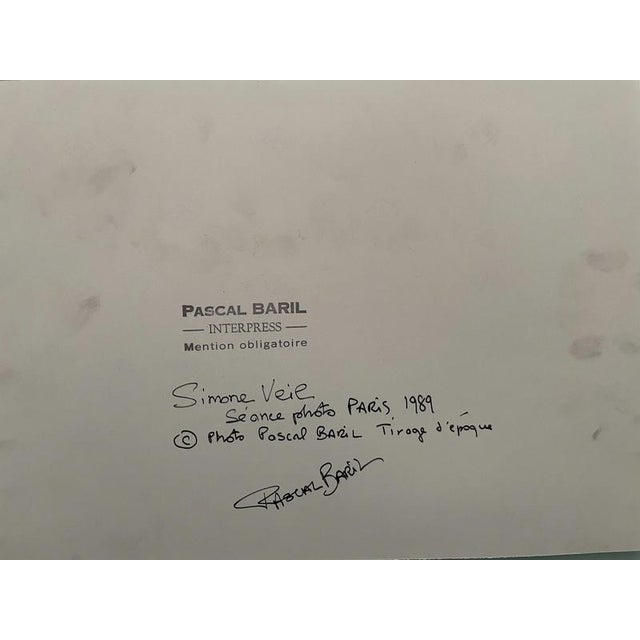 PASCAL BARIL
INTERPRESS
Mention obligatoire
Simone Veil
Séance photo PARIS 1989
© Photo Pascal BARIL Tirage d'époque
PASCAL BARIL